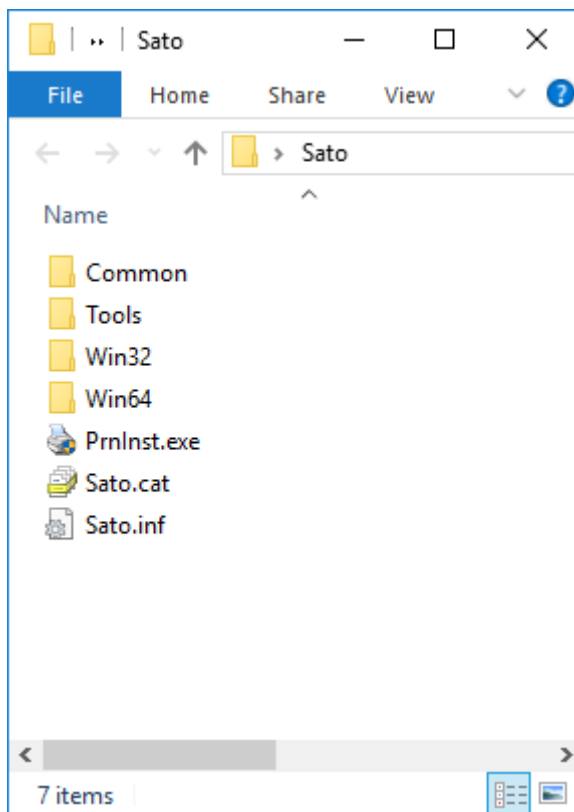 Sato
File Home Share View ?
Sato
Name
Common
Tools
Win32
Win64
PrnInst.exe
Sato.cat
Sato.inf
7 items